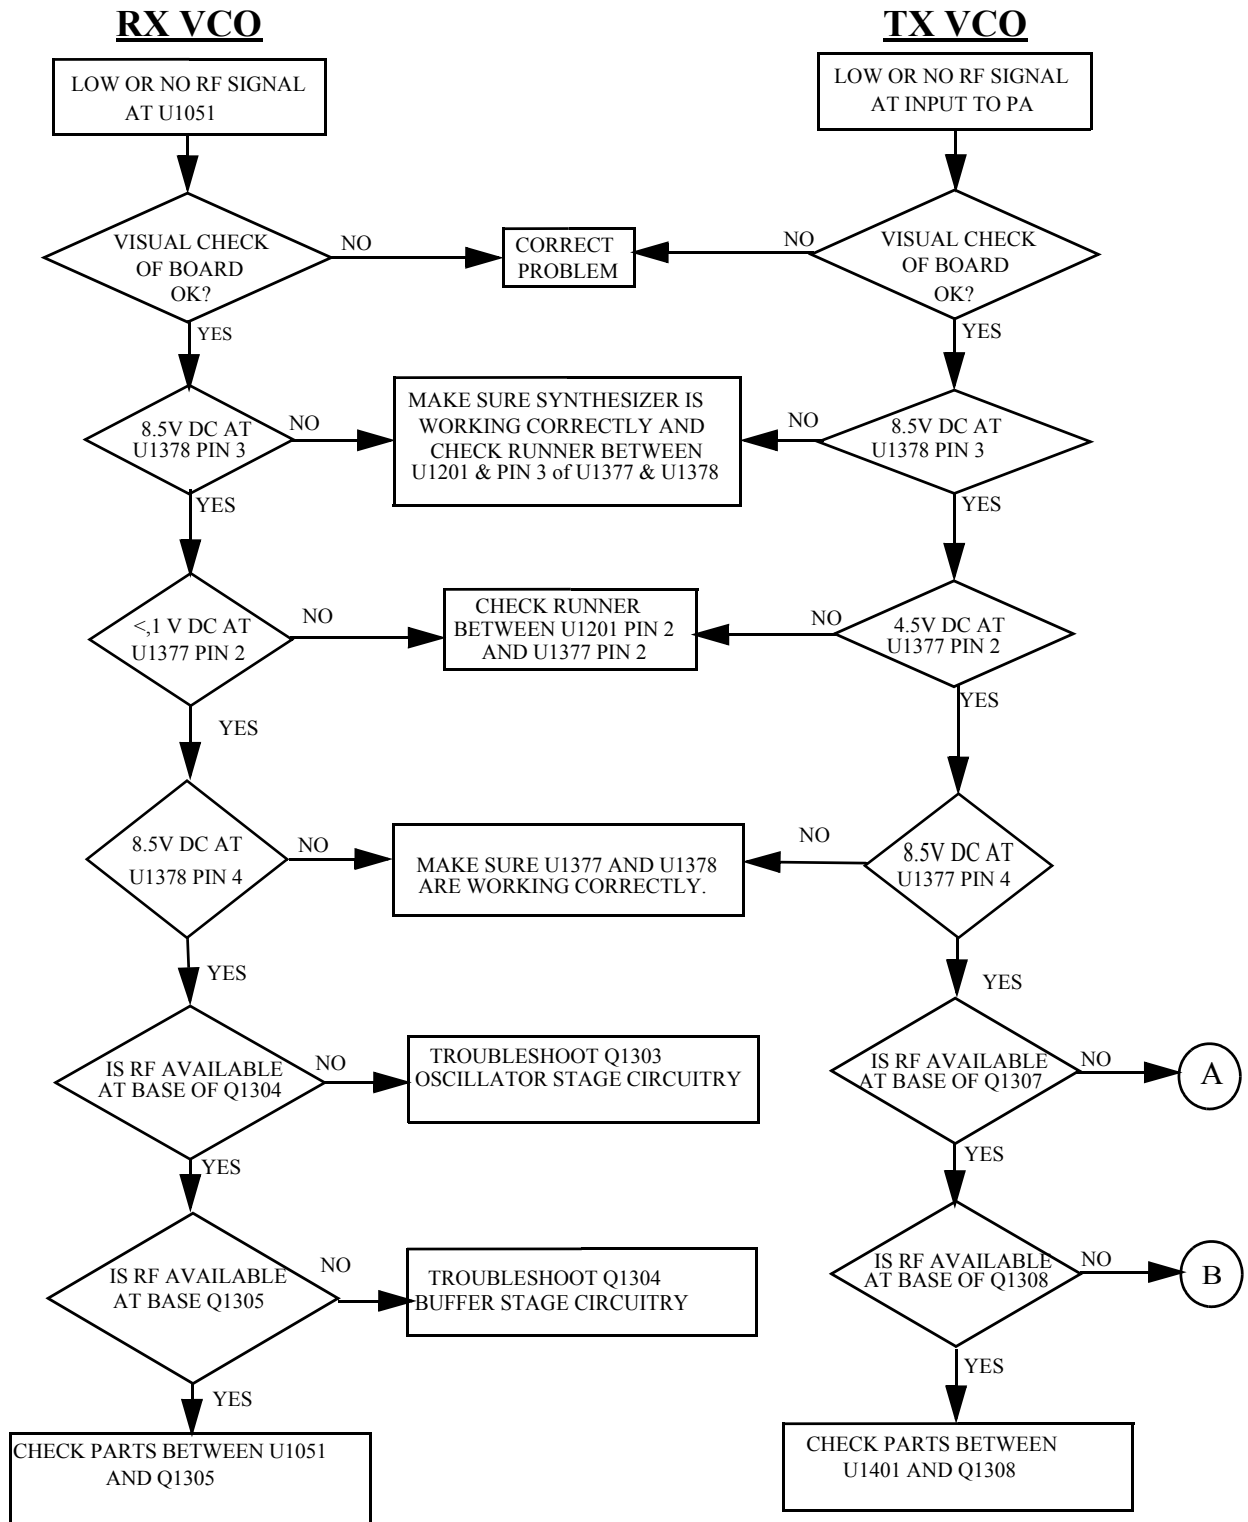 RX VCO
TX VCO
LOW OR NO RF SIGNAL
AT U1051
LOW OR NO RF SIGNAL
AT INPUT TO PA
VISUAL CHECK
OF BOARD
OK?
NO
CORRECT
PROBLEM
NO
VISUAL CHECK
OF BOARD
OK?
YES
YES
8.5V DC AT
U1378 PIN 3
NO
MAKE SURE SYNTHESIZER IS
WORKING CORRECTLY AND
CHECK RUNNER BETWEEN
U1201 & PIN 3 of U1377 & U1378
NO
8.5V DC AT
U1378 PIN 3
YES
YES
<,1 V DC AT
U1377 PIN 2
NO
CHECK RUNNER
BETWEEN U1201 PIN 2
AND U1377 PIN 2
NO
4.5V DC AT
U1377 PIN 2
YES
YES
8.5V DC AT
U1378 PIN 4
NO
MAKE SURE U1377 AND U1378
ARE WORKING CORRECTLY.
NO
8.5V DC AT
U1377 PIN 4
YES
YES
IS RF AVAILABLE
AT BASE OF Q1304
NO
TROUBLESHOOT Q1303
OSCILLATOR STAGE CIRCUITRY
IS RF AVAILABLE
AT BASE OF Q1307
NO
A
YES
YES
IS RF AVAILABLE
AT BASE Q1305
NO
TROUBLESHOOT Q1304
BUFFER STAGE CIRCUITRY
IS RF AVAILABLE
AT BASE OF Q1308
NO
B
YES
YES
CHECK PARTS BETWEEN U1051
AND Q1305
CHECK PARTS BETWEEN
U1401 AND Q1308